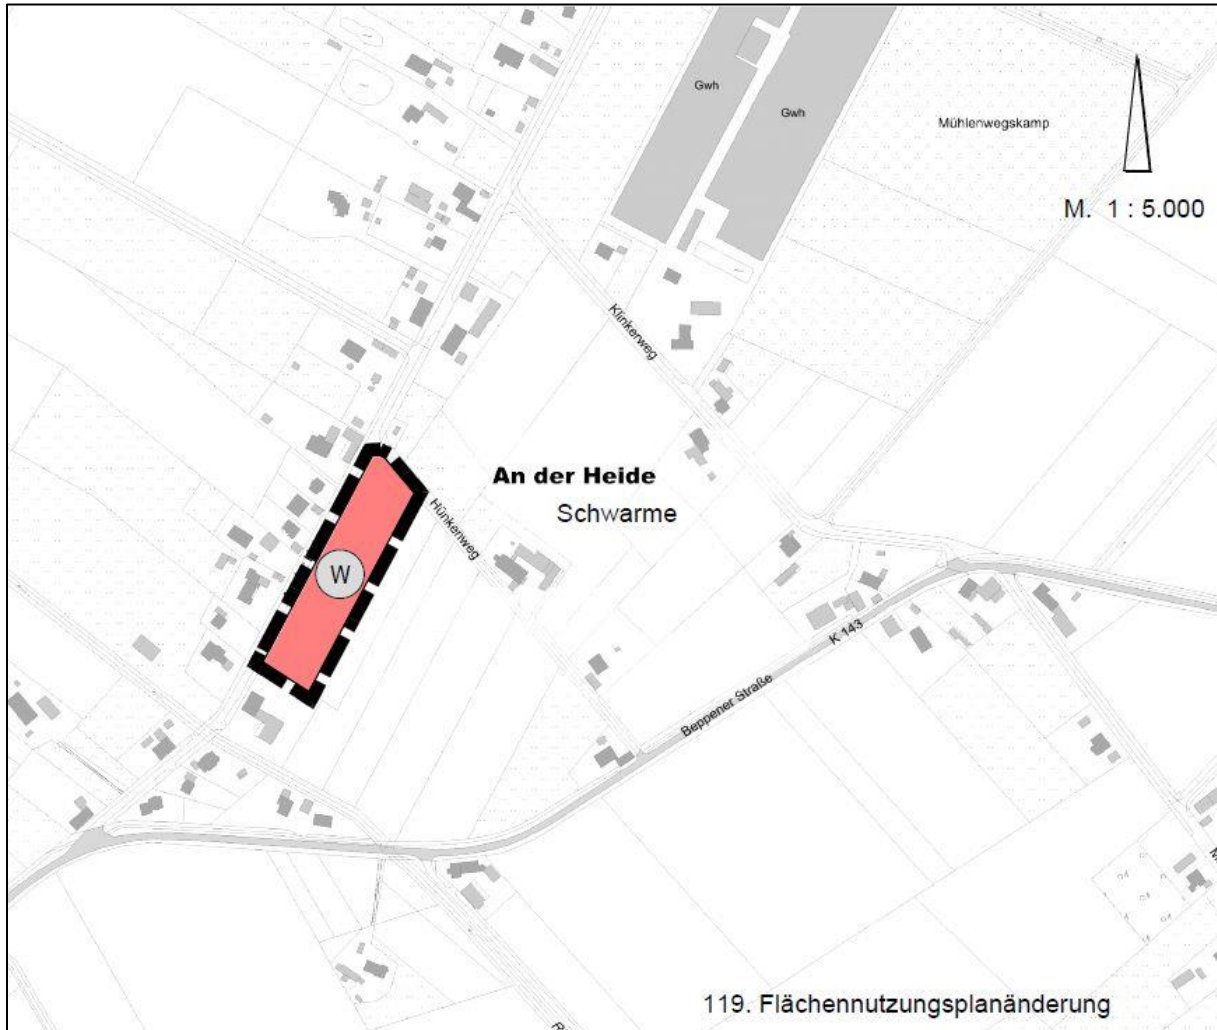 Gwh
Gwh
Mühlenwegskamp
M. 1 : 5.000
Klinkerweg
An der Heide
Schwarme
Hünkenweg
W
K 143
Beppener Straße
119. Flächennutzungsplanänderung